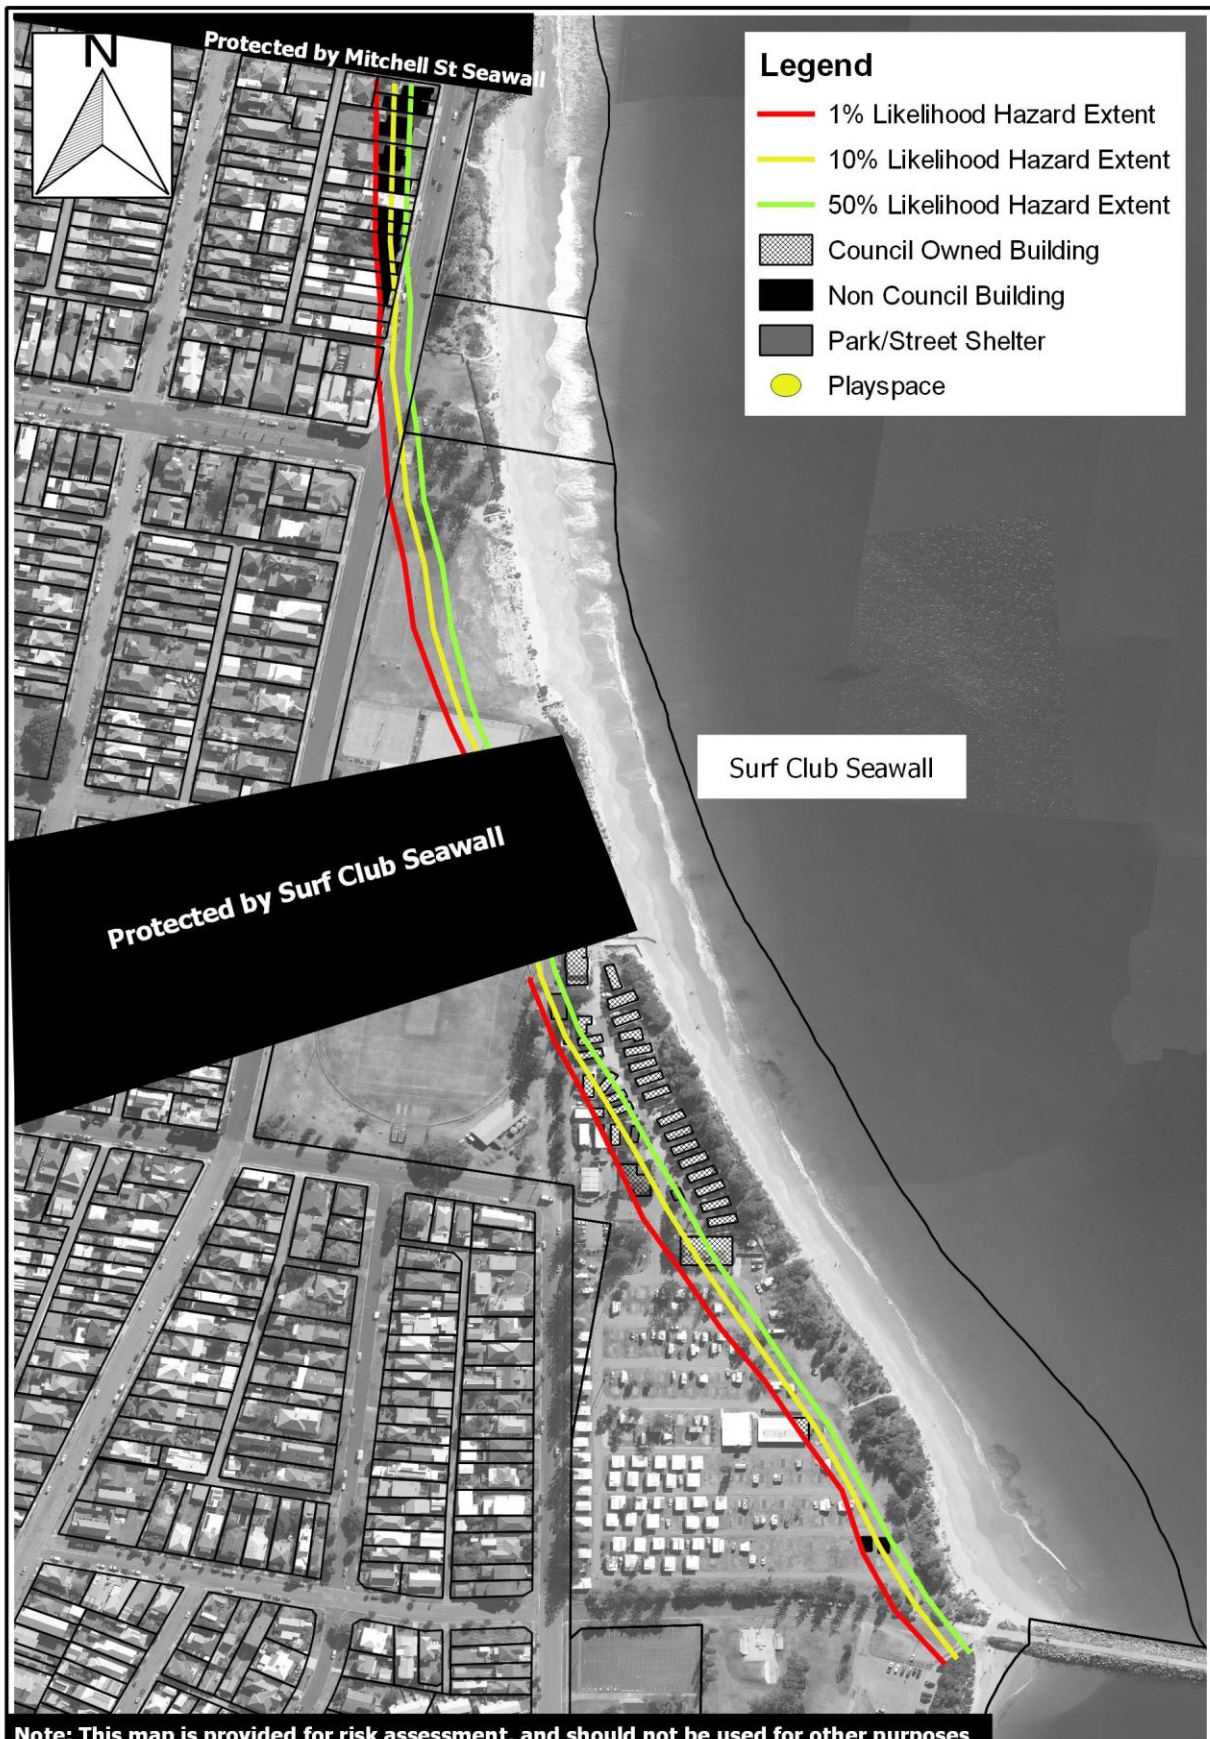 N
Protected by Mitchell St Seawall
Legend
1% Likelihood Hazard Extent
10% Likelihood Hazard Extent
50% Likelihood Hazard Extent
Council Owned Building
Non Council Building
Park/Street Shelter
Playspace
Surf Club Seawall
Protected by Surf Club Seawall
Note: This map is provided for risk assessment, and should not be used for other purposes